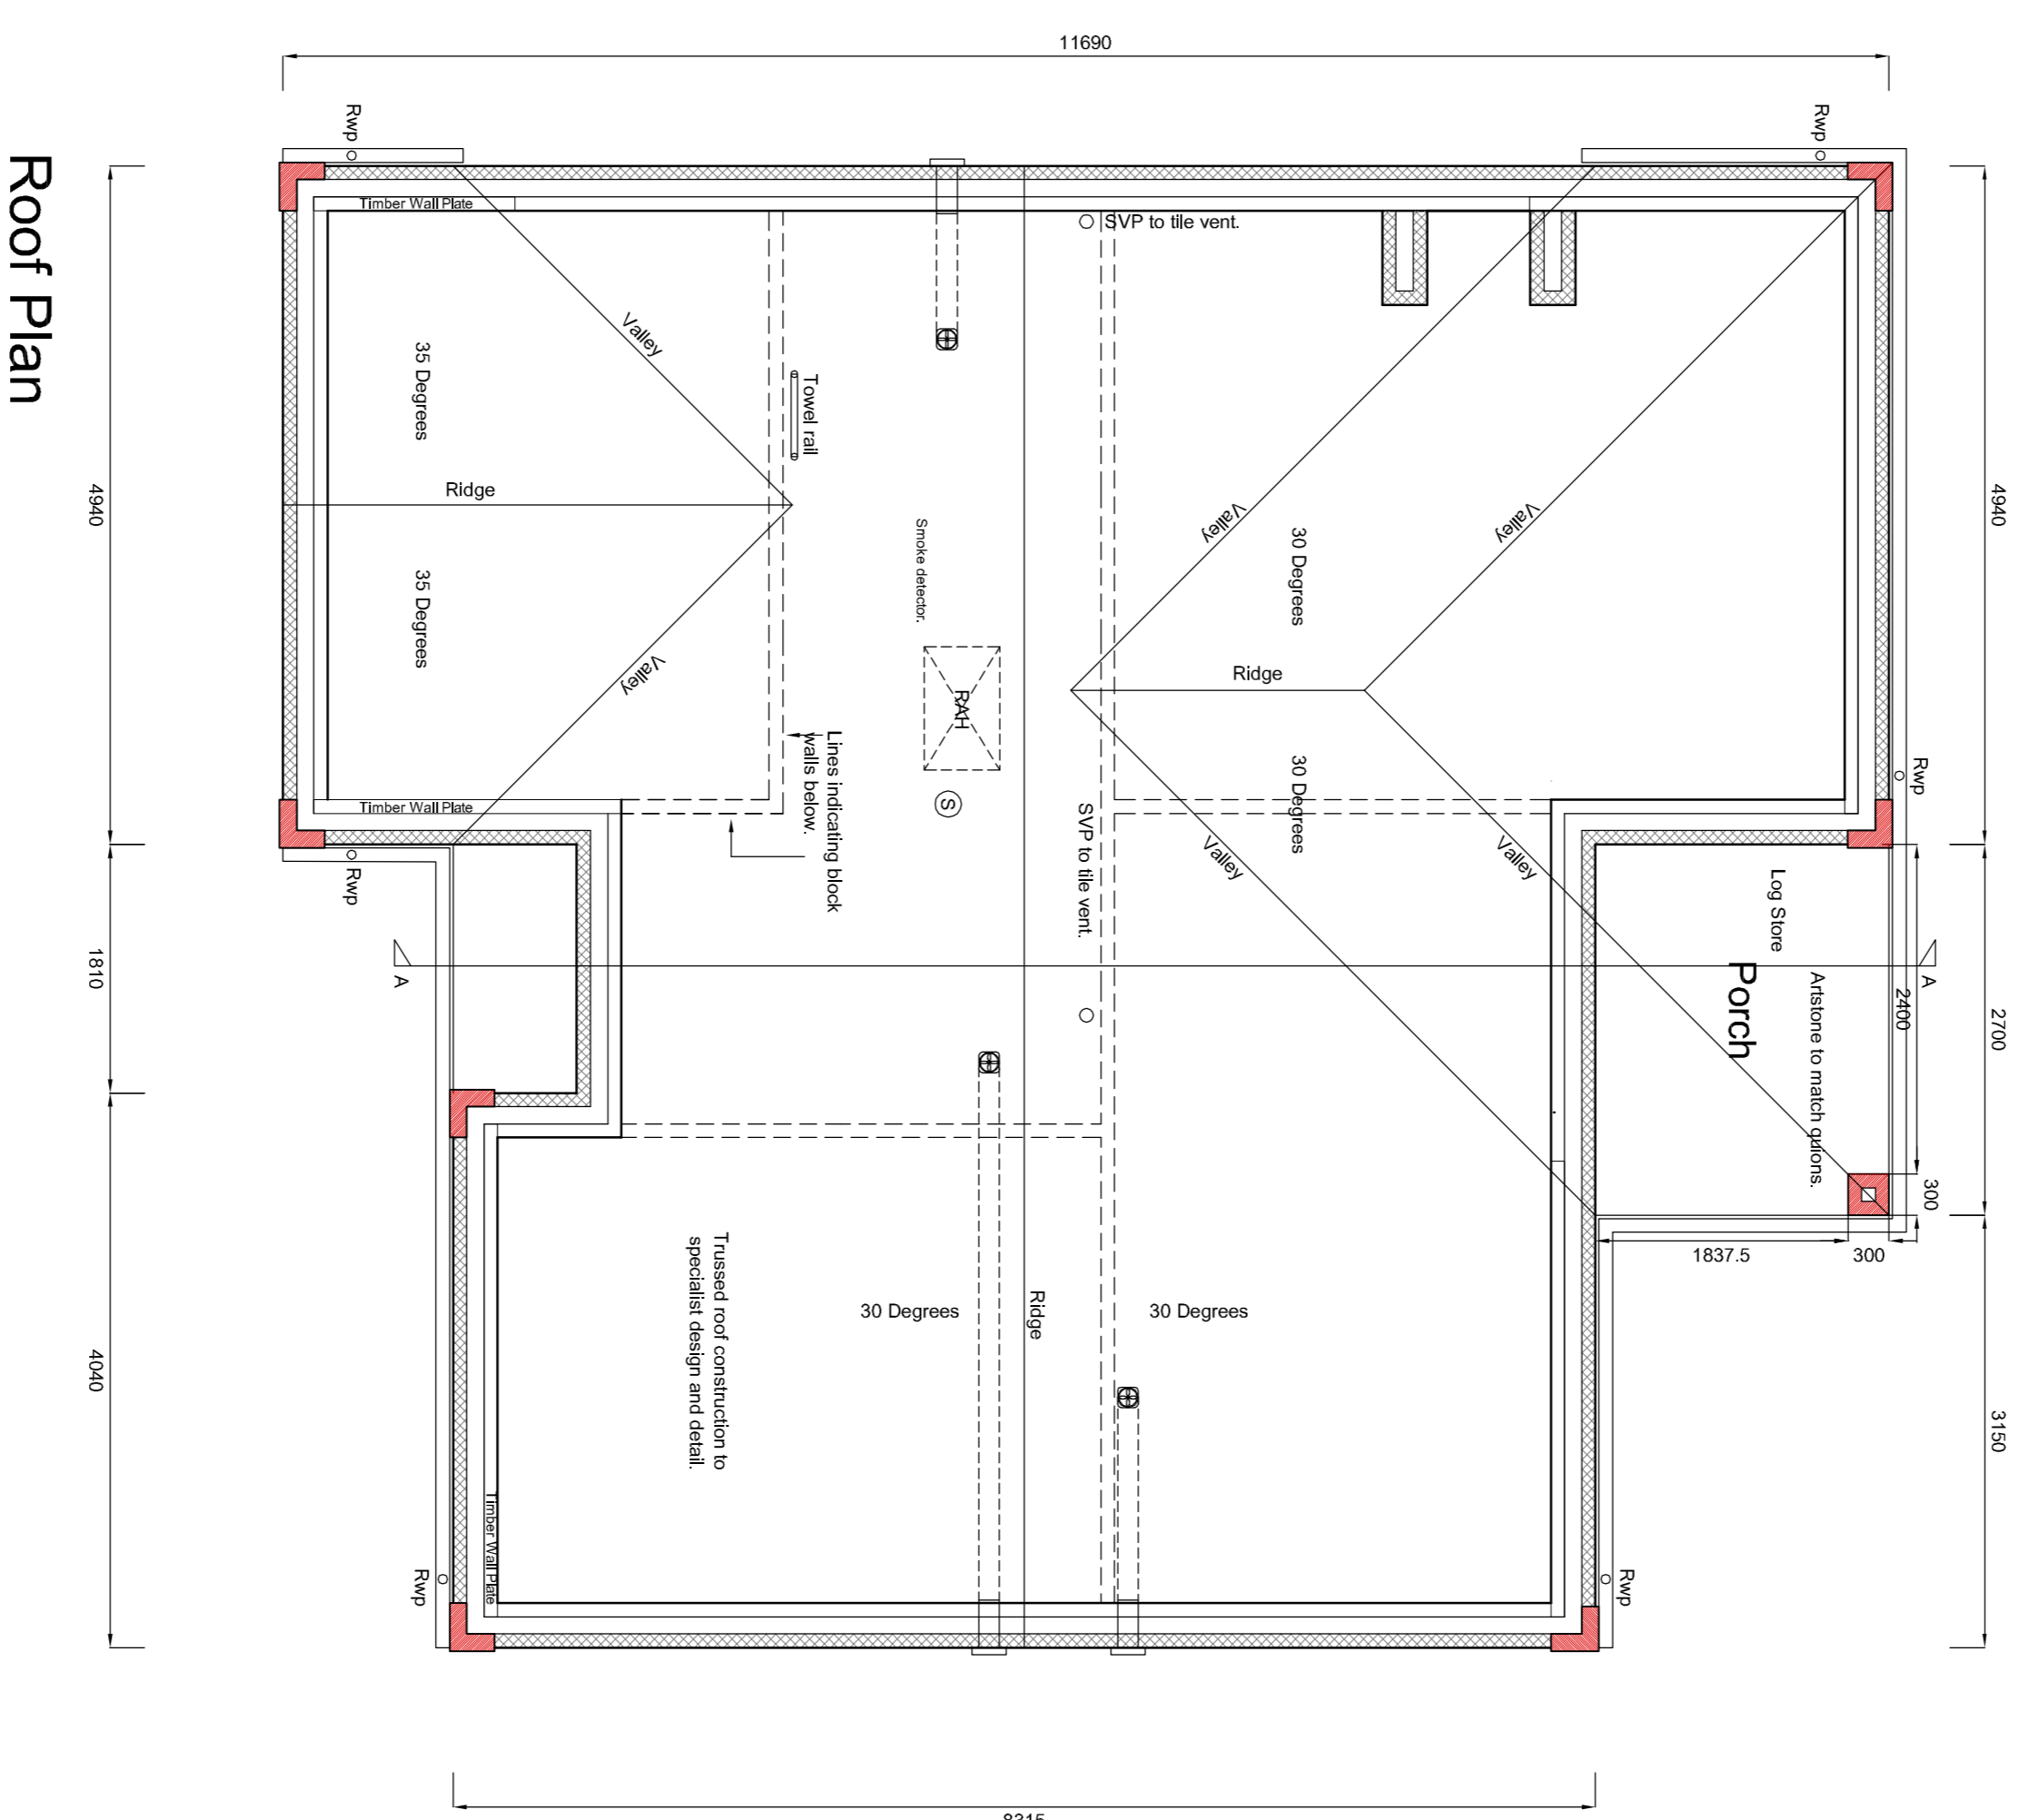 11690
Rwp
Rwp
Roof Plan
Timber Wall Plate
SVP to tile vent.
Valley
35 Degrees
Towel rail
Ridge
4940
4940
Smoke detector.
Valley
Valley
30 Degrees
35 Degrees
Valley
Ridge
RAH
Lines indicating block
walls below.
30 Degrees
Rwp
Timber Wall Plate
S
SVP to tile vent.
Valley
Valley
Rwp
Log Store
Porch
Artstone to match quions.
A
A
1810
2400
2700
300
1837.5
300
Trussed roof construction to
specialist design and detail.
30 Degrees
Ridge
30 Degrees
4040
3150
Timber Wall Plate
Rwp
Rwp
8315